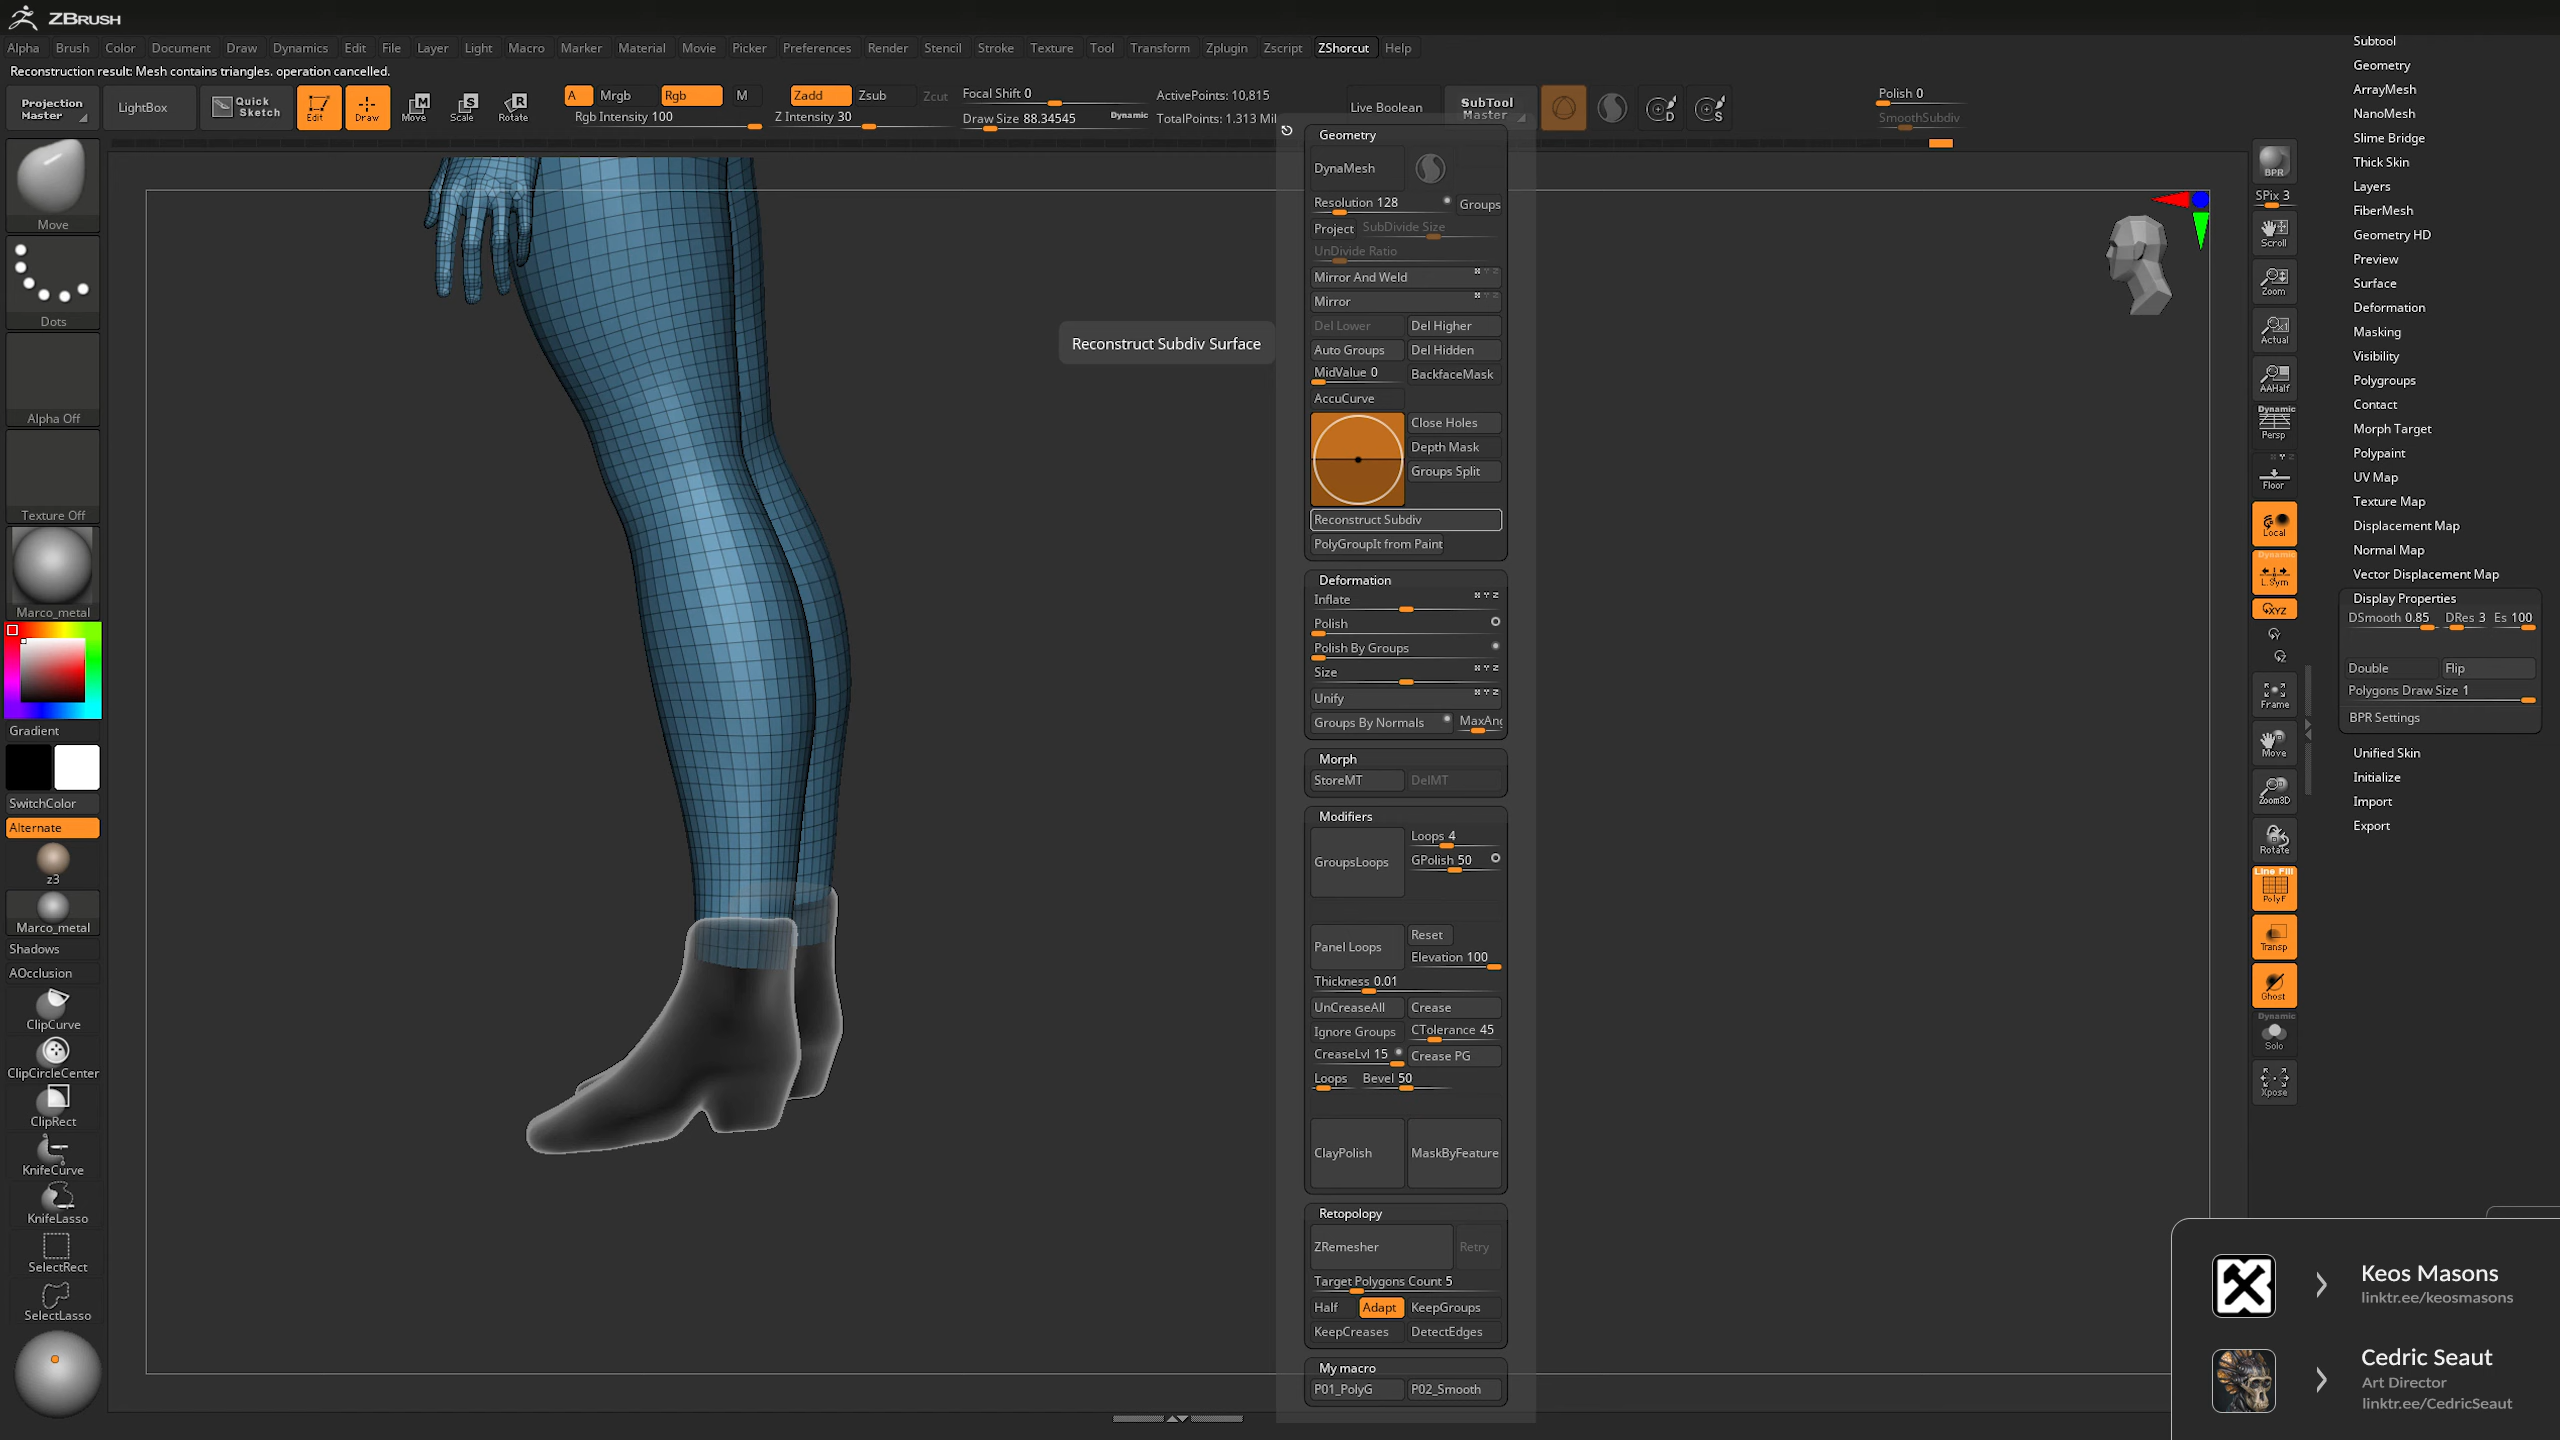 ZBRUSH
Alpha Brush Color Document Draw Dynamics Edit File Layer Light Macro Marker Material Movie Picker Preferences Render Stencil Stroke Texture Tool Transform Zplugin Zscript ZShorcut Help
Reconstruction result: Mesh contains triangles. operation cancelled.
Projection Master
LightBox
Quick Sketch
Edit
Draw
Move
Scale
Rotate
A Mrgb Rgb M
Rgb Intensity 100
Zadd Zsub Zcut
Z Intensity 30
Focal Shift 0
Draw Size 88.34545
Dynamic
ActivePoints: 10,815
TotalPoints: 1.313 Mil
Live Boolean
SubTool Master
Polish 0
SmoothSubdiv
Move
Dots
Alpha Off
Texture Off
Marco_metal
Gradient
SwitchColor
Alternate
z3
Marco_metal
Shadows
AOcclusion
ClipCurve
ClipCircleCenter
ClipRect
KnifeCurve
KnifeLasso
SelectRect
SelectLasso
Reconstruct Subdiv Surface
Geometry
DynaMesh
Resolution 128
Groups
Project SubDivide Size
UnDivide Ratio
Mirror And Weld
Mirror
Del Lower Del Higher
Auto Groups Del Hidden
MidValue 0 BackfaceMask
AccuCurve
Close Holes
Depth Mask
Groups Split
Reconstruct Subdiv
PolyGroupIt from Paint
Deformation
Inflate X Y Z
Polish
Polish By Groups
Size X Y Z
Unify X Y Z
Groups By Normals MaxAng
Morph
StoreMT DelMT
Modifiers
GroupsLoops
Loops 4
GPolish 50
Panel Loops
Reset
Elevation 100
Thickness 0.01
UnCreaseAll Crease
Ignore Groups CTolerance 45
CreaseLvl 15 Crease PG
Loops Bevel 50
ClayPolish MaskByFeature
Retopology
ZRemesher Retry
Target Polygons Count 5
Half Adapt KeepGroups
KeepCreases DetectEdges
My macro
P01_PolyG P02_Smooth
BPR
SPix 3
Scroll
Zoom
Actual
AAHalf
Dynamic
Persp
Floor
Local
Dynamic
L.Sym
XYZ
Y
Z
Frame
Move
Zoom3D
Rotate
Line Fill
PolyF
Transp
Ghost
Dynamic
Solo
Xpose
Subtool
Geometry
ArrayMesh
NanoMesh
Slime Bridge
Thick Skin
Layers
FiberMesh
Geometry HD
Preview
Surface
Deformation
Masking
Visibility
Polygroups
Contact
Morph Target
Polypaint
UV Map
Texture Map
Displacement Map
Normal Map
Vector Displacement Map
Display Properties
DSmooth 0.85 DRes 3 Es 100
Double Flip
Polygons Draw Size 1
BPR Settings
Unified Skin
Initialize
Import
Export
Keos Masons
linktr.ee/keosmasons
Cedric Seaut
Art Director
linktr.ee/CedricSeaut